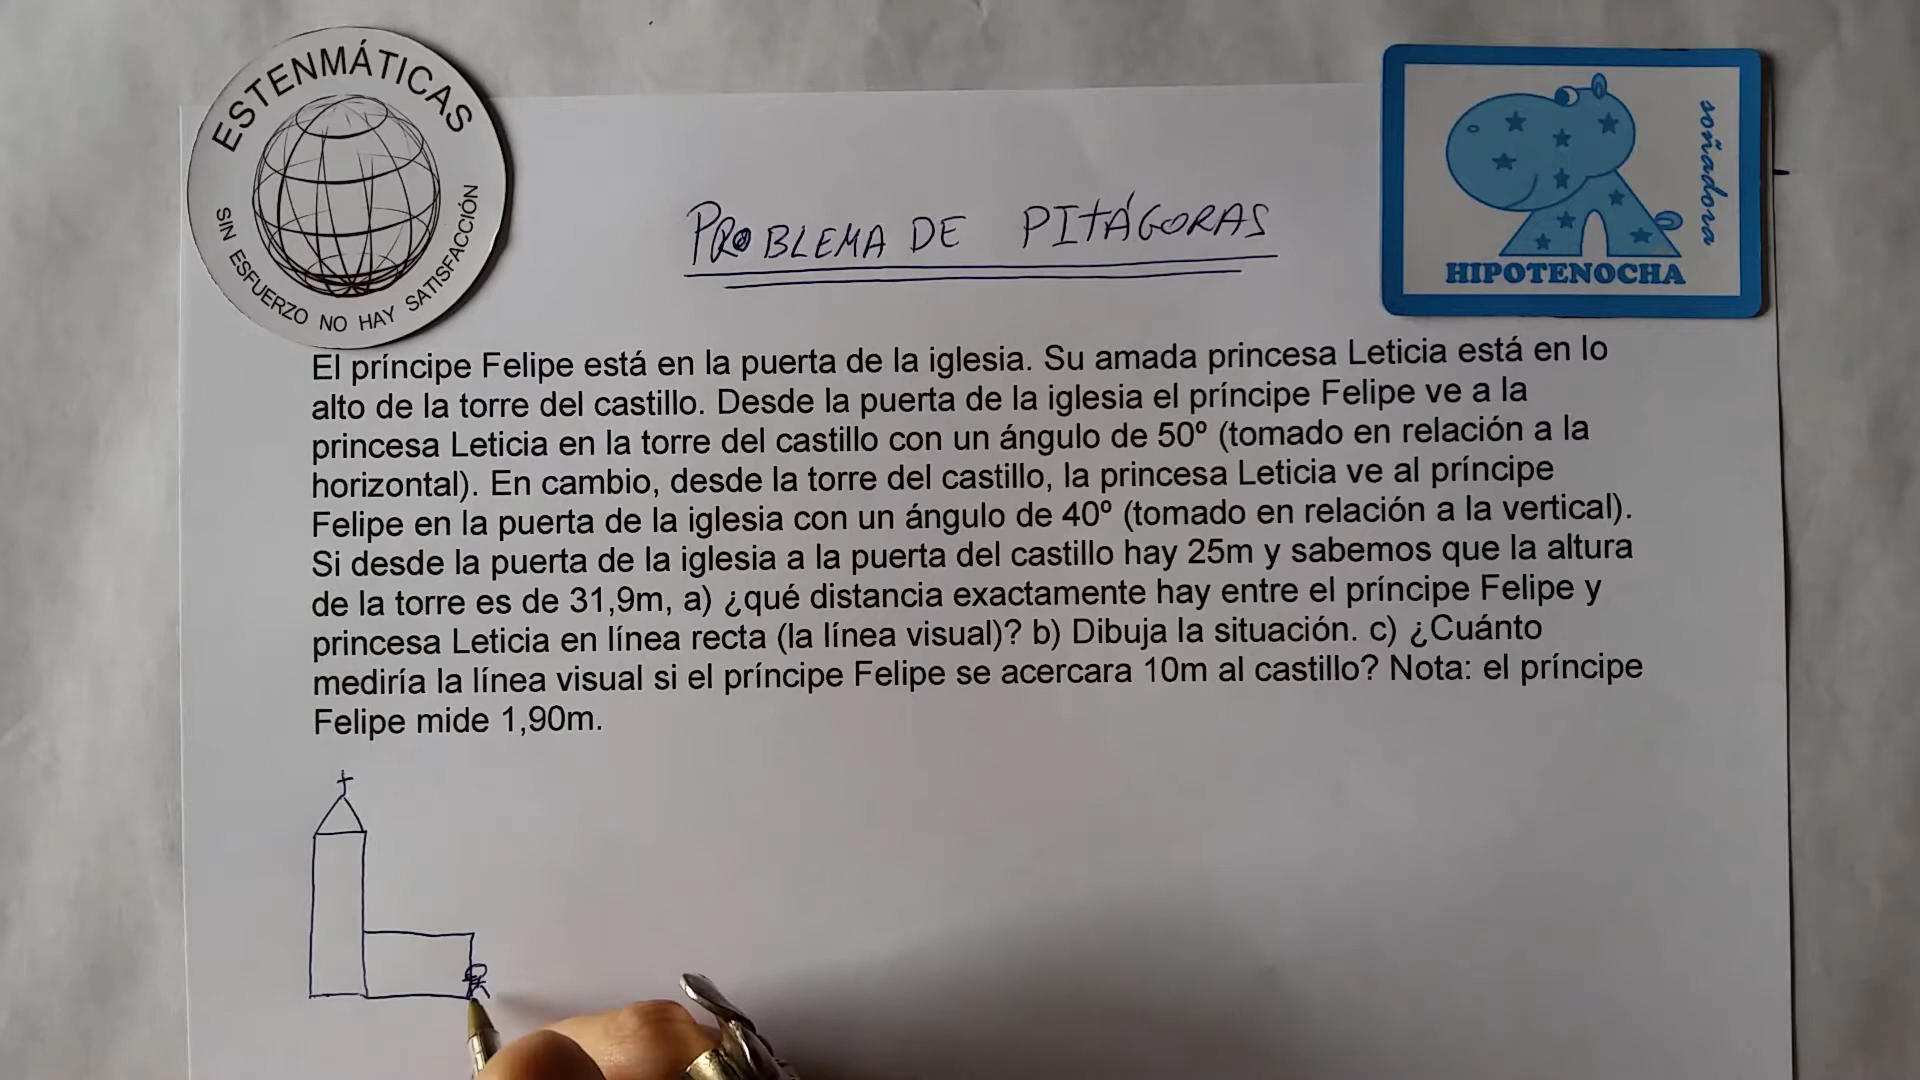 ESTENMÁTICAS
SIN ESFUERZO NO HAY SATISFACCIÓN
soñadora
HIPOTENOCHA
PROBLEMA DE PITÁGORAS
El príncipe Felipe está en la puerta de la iglesia. Su amada princesa Leticia está en lo
alto de la torre del castillo. Desde la puerta de la iglesia el príncipe Felipe ve a la
princesa Leticia en la torre del castillo con un ángulo de 50º (tomado en relación a la
horizontal). En cambio, desde la torre del castillo, la princesa Leticia ve al príncipe
Felipe en la puerta de la iglesia con un ángulo de 40º (tomado en relación a la vertical).
Si desde la puerta de la iglesia a la puerta del castillo hay 25m y sabemos que la altura
de la torre es de 31,9m, a) ¿qué distancia exactamente hay entre el príncipe Felipe y
princesa Leticia en línea recta (la línea visual)? b) Dibuja la situación. c) ¿Cuánto
mediría la línea visual si el príncipe Felipe se acercara 10m al castillo? Nota: el príncipe
Felipe mide 1,90m.